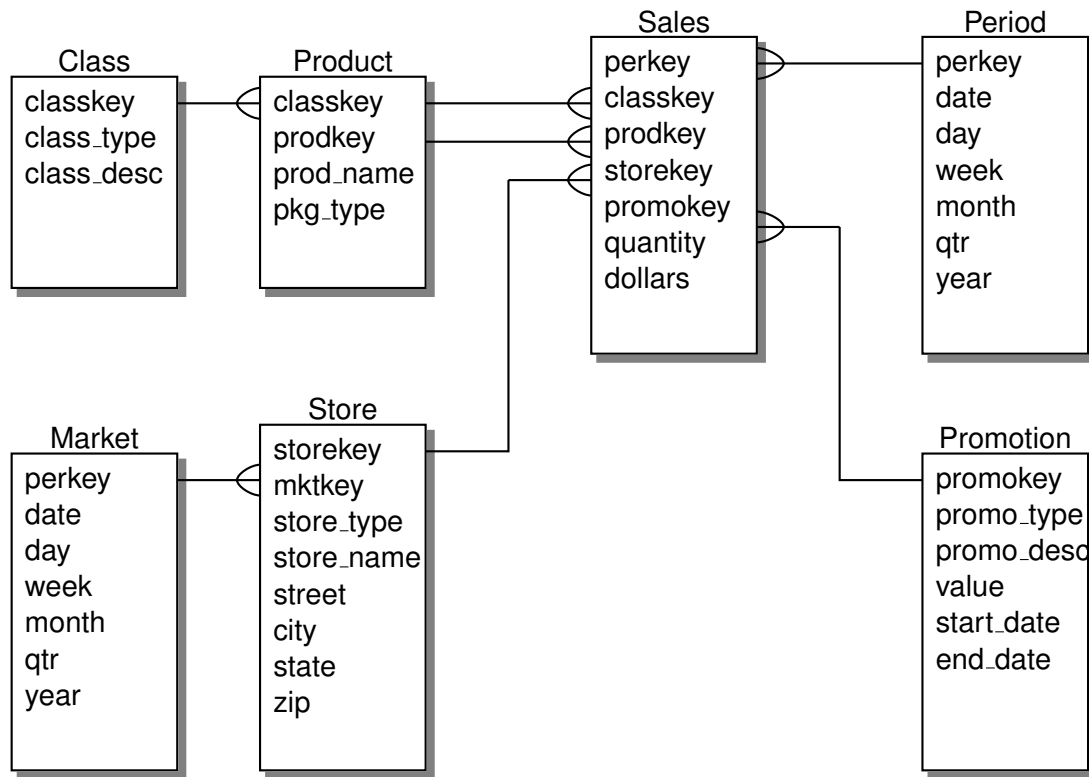 Class
classkey
class_type
class_desc
Product
classkey
prodkey
prod_name
pkg_type
Sales
perkey
classkey
prodkey
storekey
promokey
quantity
dollars
Period
perkey
date
day
week
month
qtr
year
Market
perkey
date
day
week
month
qtr
year
Store
storekey
mktkey
store_type
store_name
street
city
state
zip
Promotion
promokey
promo_type
promo_desc
value
start_date
end_date